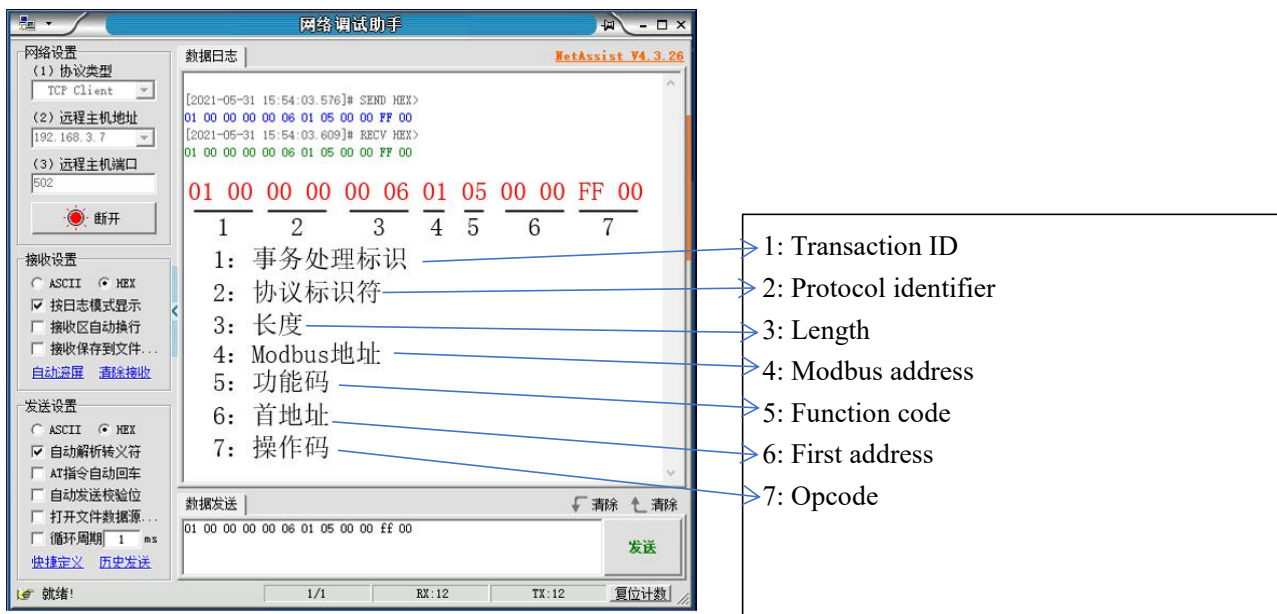 网络调试助手
网络设置
(1) 协议类型
TCP Client
(2) 远程主机地址
192.168.3.7
(3) 远程主机端口
502
断开
接收设置
ASCII HEX
按日志模式显示
接收区自动换行
接收保存到文件...
自动滚屏 清除接收
发送设置
ASCII HEX
自动解析转义符
AT指令自动回车
自动发送校验位
打开文件数据源...
循环周期 1 ms
快捷定义 历史发送
数据日志
NetAssist V4.3.26
[2021-05-31 15:54:03.576]# SEND HEX>
01 00 00 00 00 06 01 05 00 00 FF 00
[2021-05-31 15:54:03.609]# RECV HEX>
01 00 00 00 00 06 01 05 00 00 FF 00
01 00 00 00 00 06 01 05 00 00 FF 00
1 2 3 4 5 6 7
1: 事务处理标识
2: 协议标识符
3: 长度
4: Modbus地址
5: 功能码
6: 首地址
7: 操作码
数据发送
清除 清除
01 00 00 00 00 06 01 05 00 00 ff 00
发送
就绪!
1/1
RX:12
TX:12
复位计数
1: Transaction ID
2: Protocol identifier
3: Length
4: Modbus address
5: Function code
6: First address
7: Opcode